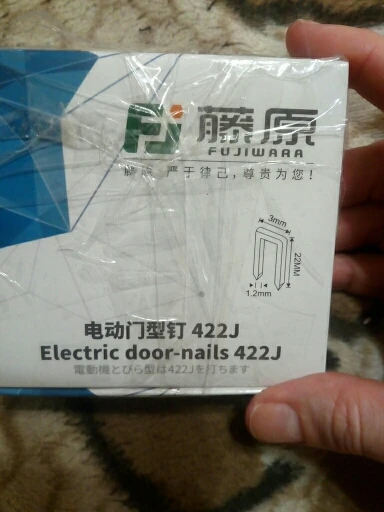 FJ 藤原
FUJIWARA
藤原 严于律己,尊贵为您!
3mm
22MM
1.2mm
电动门型钉 422J
Electric door-nails 422J
電動機とびら型は422Jを打ちます